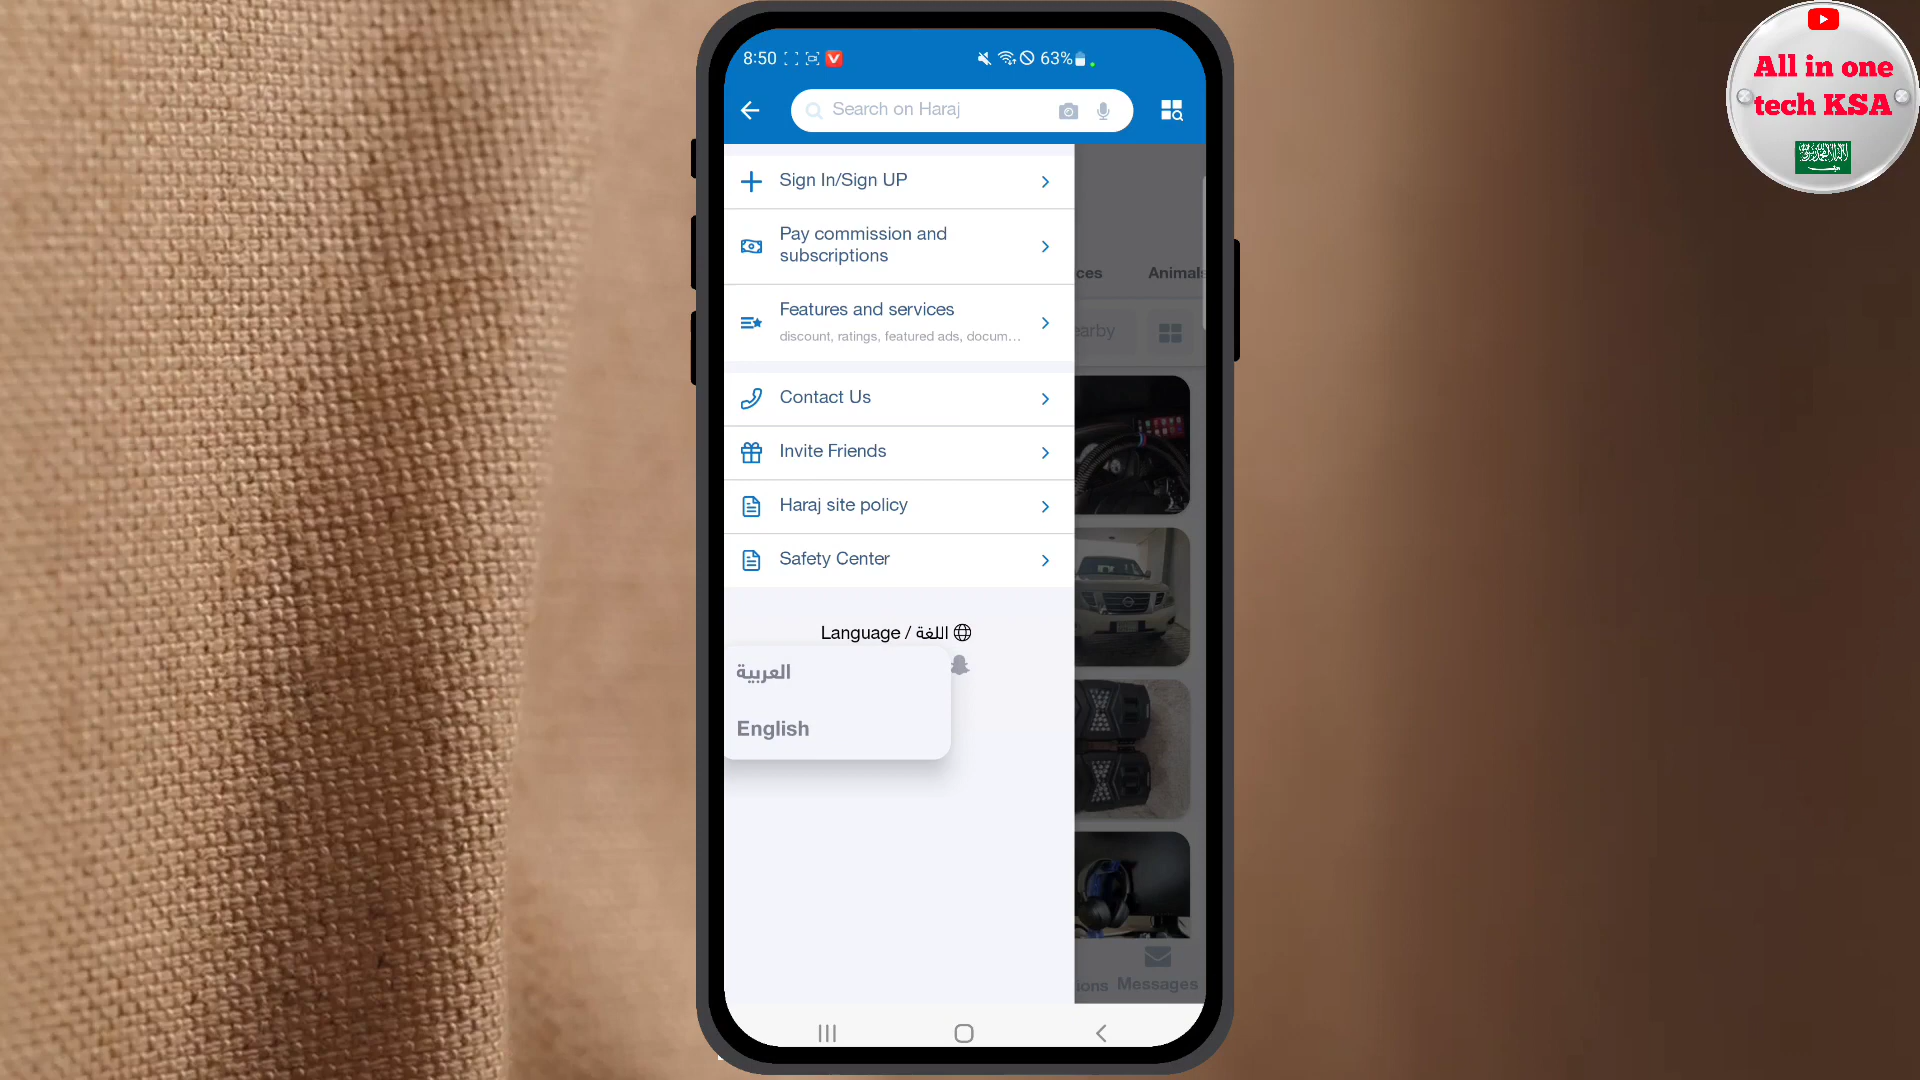 8:50
63%
Search on Haraj
Sign In/Sign UP
Pay commission and
subscriptions
Features and services
discount, ratings, featured ads, docum...
Contact Us
Invite Friends
Haraj site policy
Safety Center
Language / اللغة
العربية
English
ces
Animals
earby
ions
Messages
All in one
tech KSA